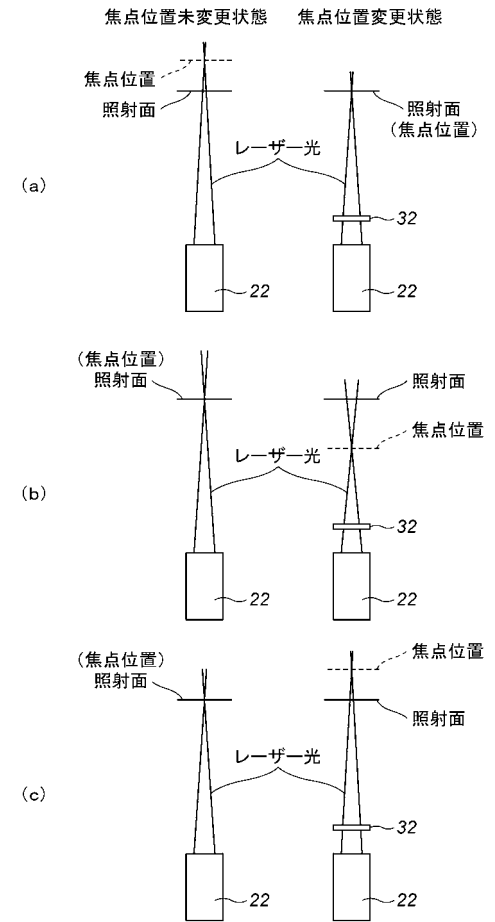 焦点位置未変更状態
焦点位置変更状態
(a)
焦点位置
照射面
照射面
(焦点位置)
レーザー光
32
22
22
(b)
(焦点位置)
照射面
照射面
焦点位置
レーザー光
32
22
22
(c)
(焦点位置)
照射面
焦点位置
照射面
レーザー光
32
22
22